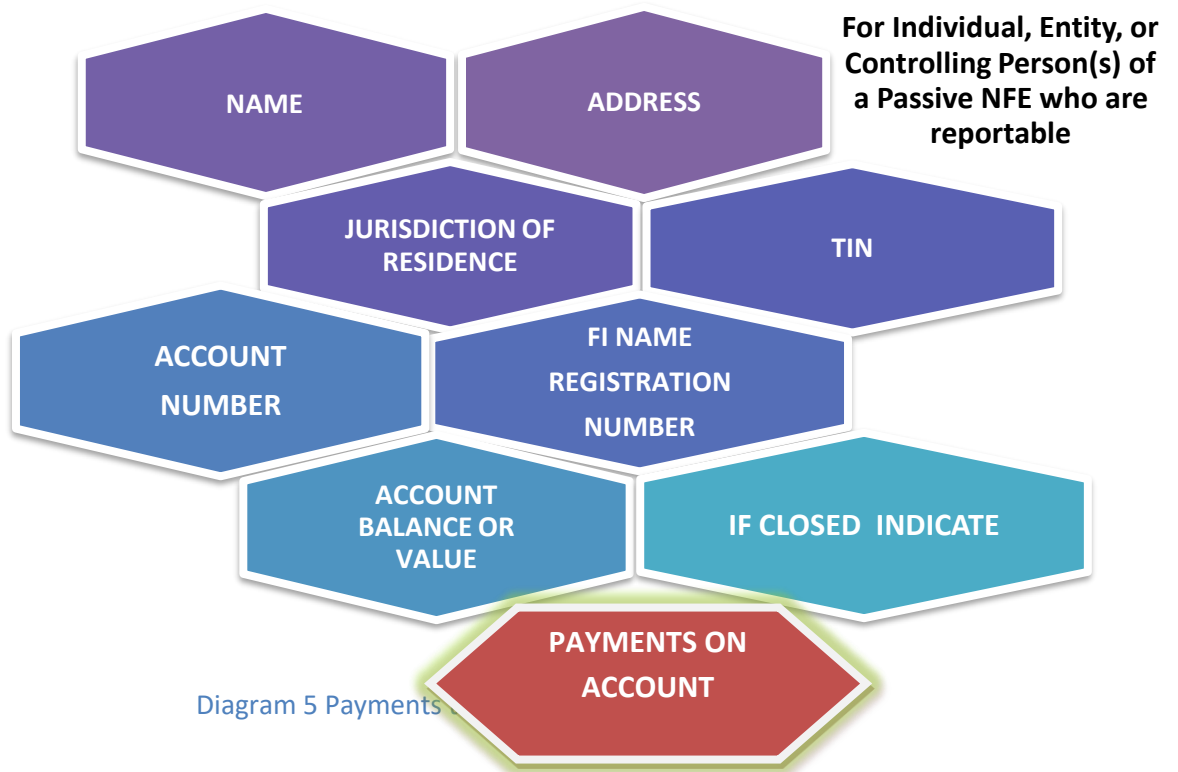 For Individual, Entity, or
Controlling Person(s) of
a Passive NFE who are
reportable
NAME
ADDRESS
JURISDICTION OF
RESIDENCE
TIN
ACCOUNT
NUMBER
FI NAME
REGISTRATION
NUMBER
ACCOUNT
BALANCE OR
VALUE
IF CLOSED INDICATE
PAYMENTS ON
ACCOUNT
Diagram 5 Payments